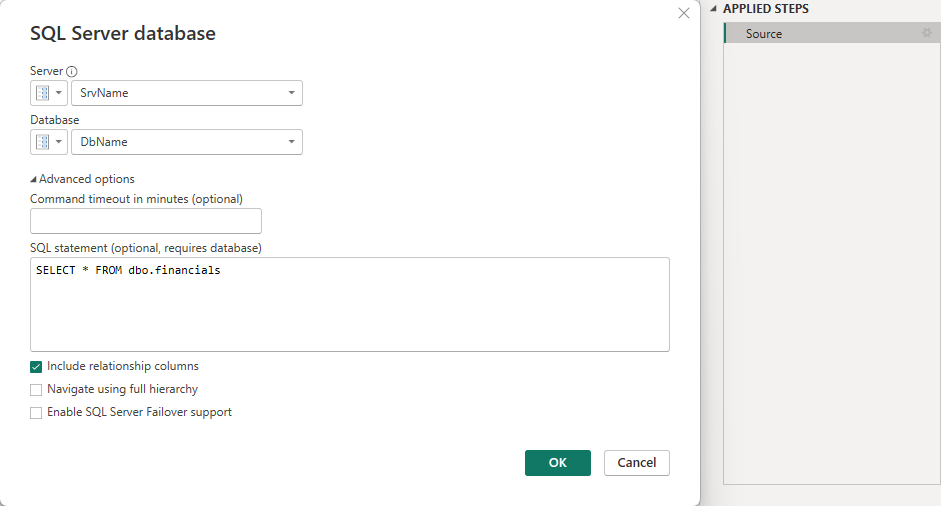 SQL Server database
Server
SrvName
Database
DbName
Advanced options
Command timeout in minutes (optional)
SQL statement (optional, requires database)
SELECT * FROM dbo.financials
Include relationship columns
Navigate using full hierarchy
Enable SQL Server Failover support
OK
Cancel
APPLIED STEPS
Source